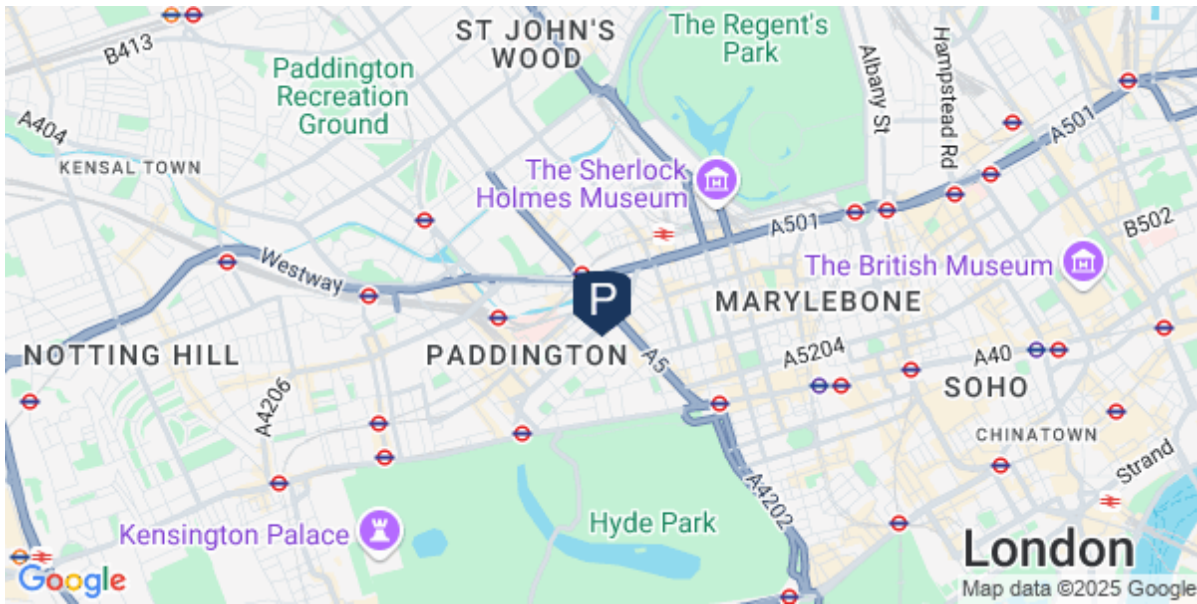 ST JOHN'S
WOOD
The Regent's
Park
B413
Paddington
Recreation
Ground
Albany St
Hampstead Rd
A404
A501
KENSAL TOWN
The Sherlock
Holmes Museum
A501
B502
Westway
The British Museum
P
MARYLEBONE
NOTTING HILL
PADDINGTON
A5
A5204
A40
A4206
SOHO
CHINATOWN
Strand
A4202
Kensington Palace
Hyde Park
London
Google
Map data ©2025 Google